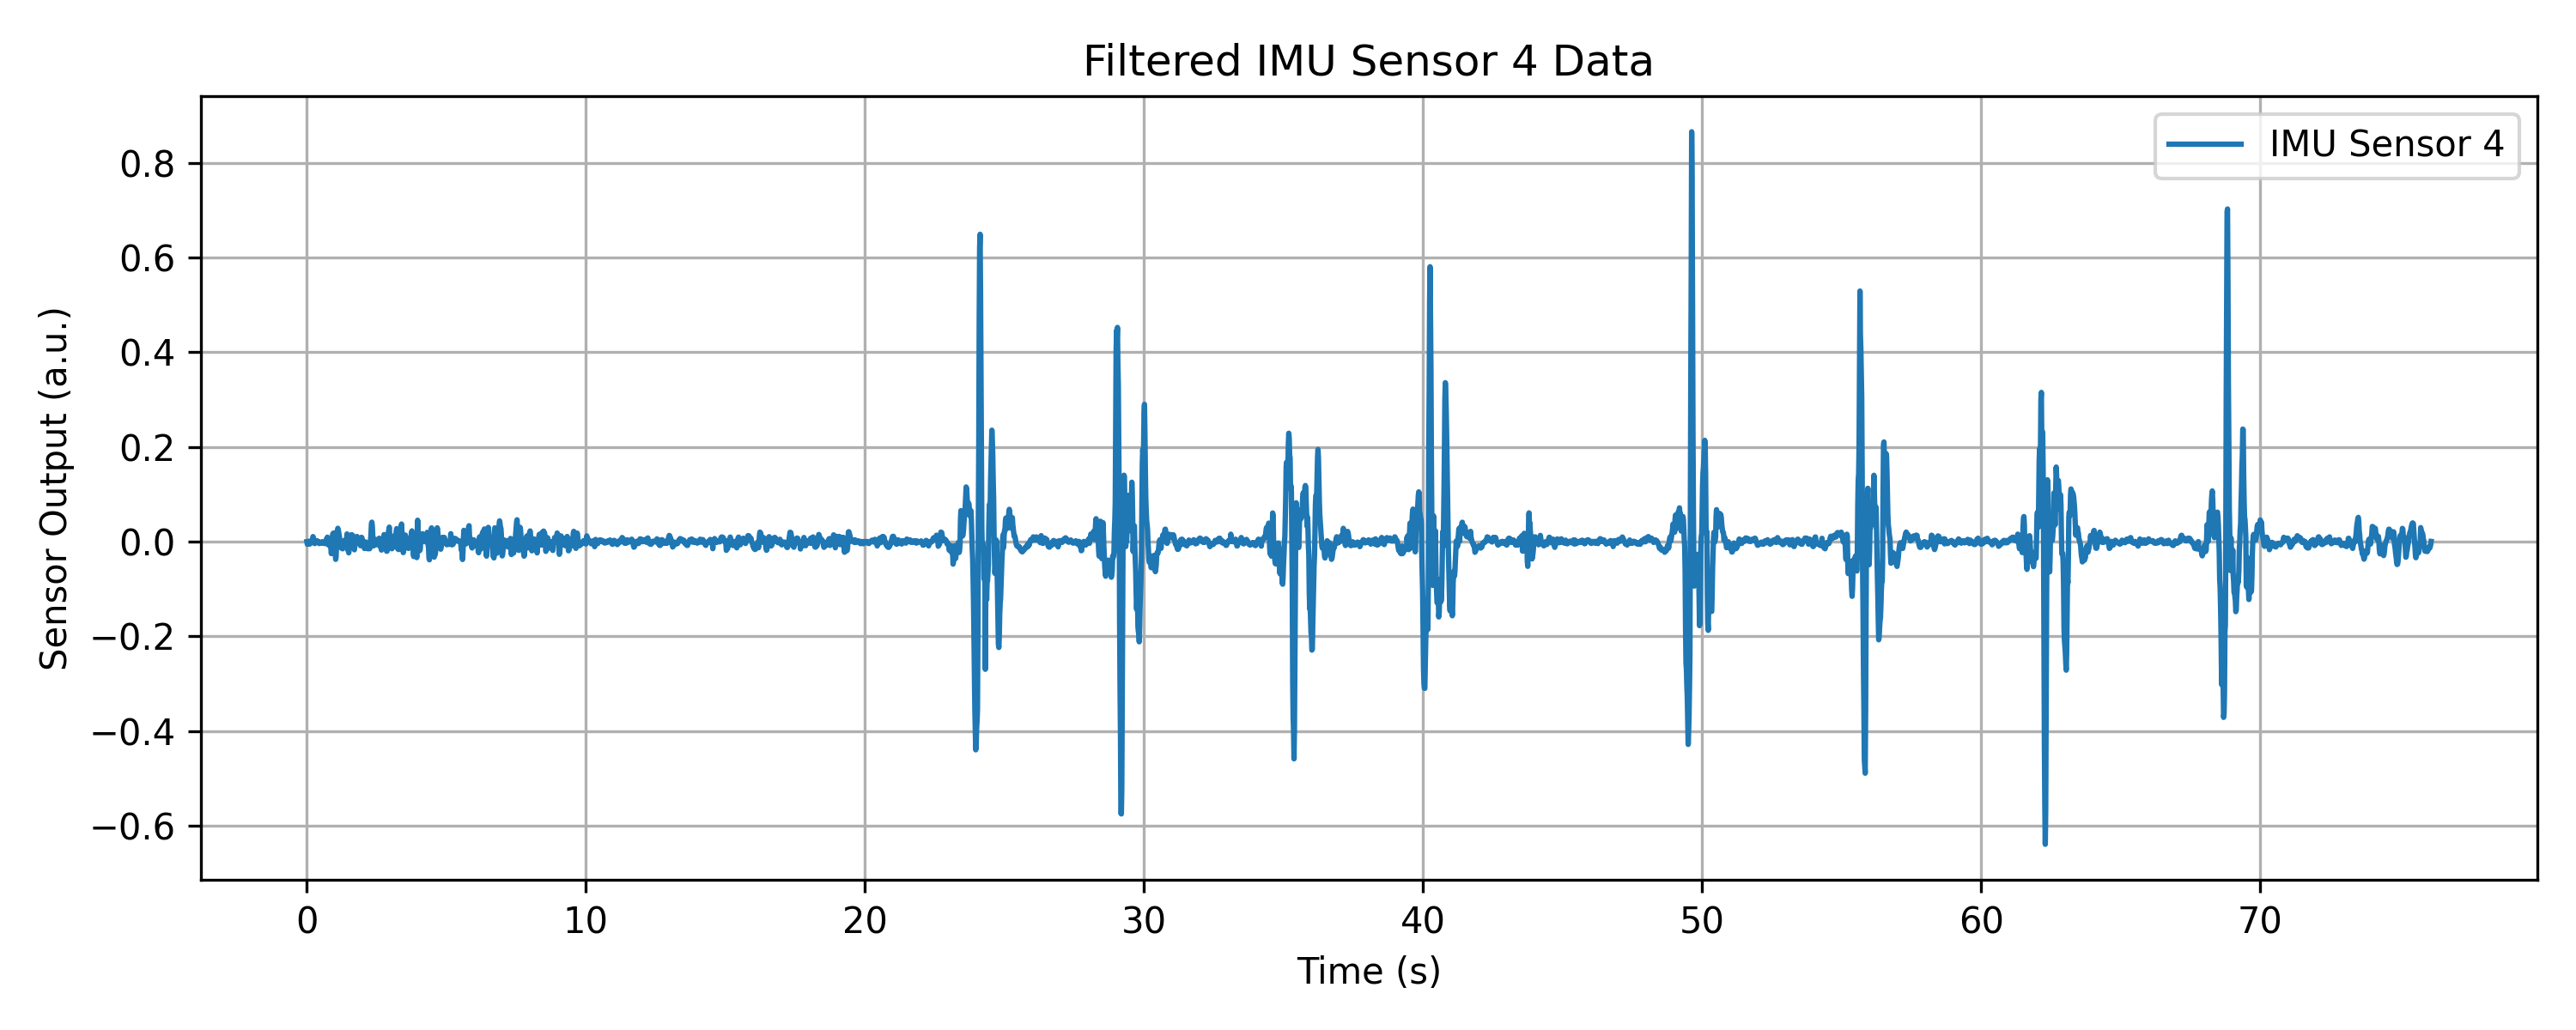 Filtered IMU Sensor 4 Data
IMU Sensor 4
Sensor Output (a.u.)
0.8
0.6
0.4
0.2
0.0
−0.2
−0.4
−0.6
0 10 20 30 40 50 60 70
Time (s)